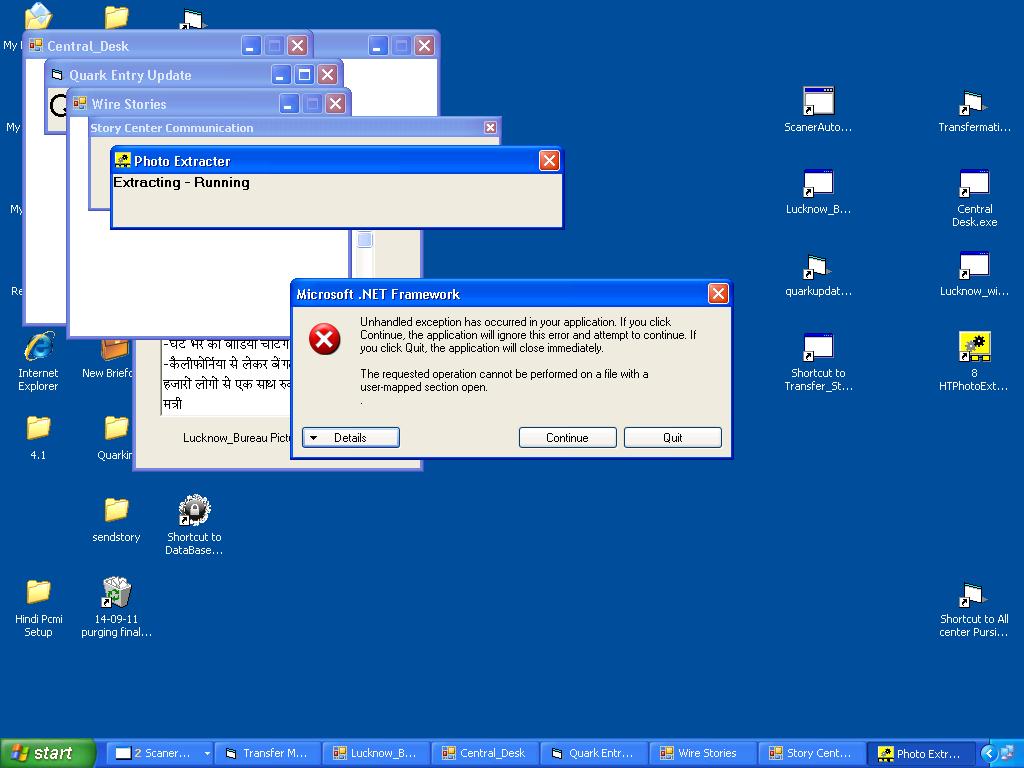 My
Central_Desk
Quark Entry Update
Wire Stories
Story Center Communication
Photo Extracter
Extracting - Running
My
My
Re
Internet
Explorer
New Briefc
4.1
Quarkin
sendstory
Shortcut to
DataBase...
Hindi Pcmi
Setup
14-09-11
purging final...
-कैलीफोर्निया से लेकर बेंग
हजारों लोगों से एक साथ
मंत्री
Lucknow_Bureau Pictu
Microsoft .NET Framework
Unhandled exception has occurred in your application. If you click
Continue, the application will ignore this error and attempt to continue. If
you click Quit, the application will close immediately.
The requested operation cannot be performed on a file with a
user-mapped section open.
.
Details
Continue
Quit
ScanerAuto...
Transfermati...
Lucknow_B...
Central
Desk.exe
quarkupdat...
Lucknow_wi...
Shortcut to
Transfer_St...
8
HTPhotoExt...
Shortcut to All
center Pursi...
start
2 Scaner...
Transfer M...
Lucknow_B...
Central_Desk
Quark Entr...
Wire Stories
Story Cent...
Photo Extr...